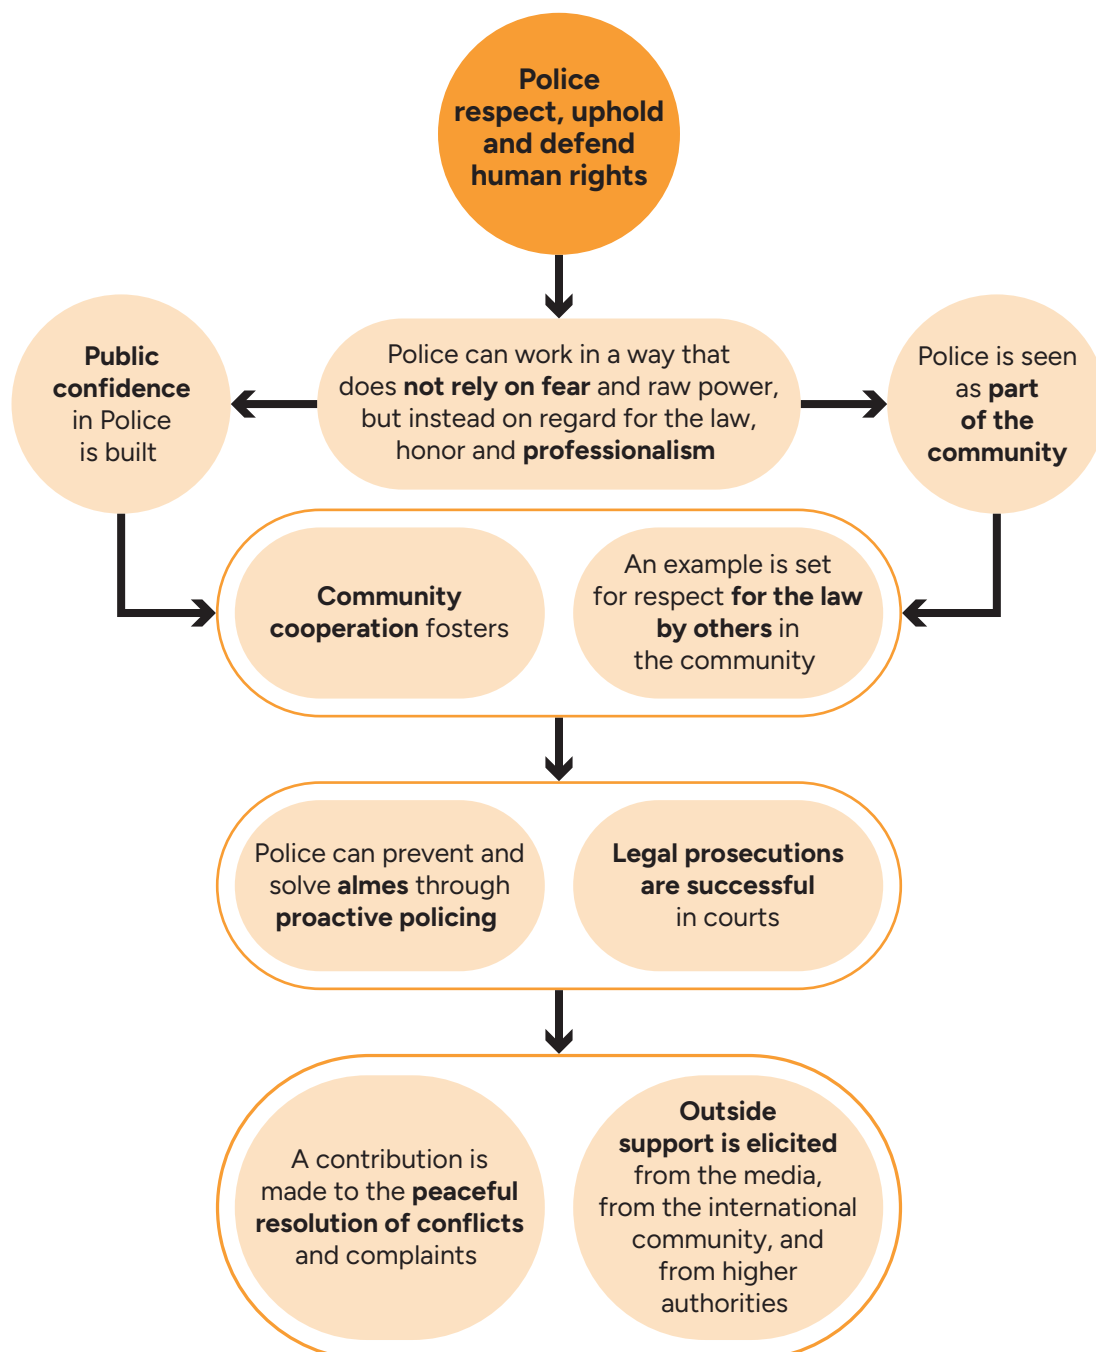 Police
respect, uphold
and defend
human rights
Public
confidence
in Police
is built
Police can work in a way that
does not rely on fear and raw power,
but instead on regard for the law,
honor and professionalism
Police is seen
as part
of the
community
Community
cooperation fosters
An example is set
for respect for the law
by others in
the community
Police can prevent and
solve almes through
proactive policing
Legal prosecutions
are successful
in courts
A contribution is
made to the peaceful
resolution of conflicts
and complaints
Outside
support is elicited
from the media,
from the international
community, and
from higher
authorities